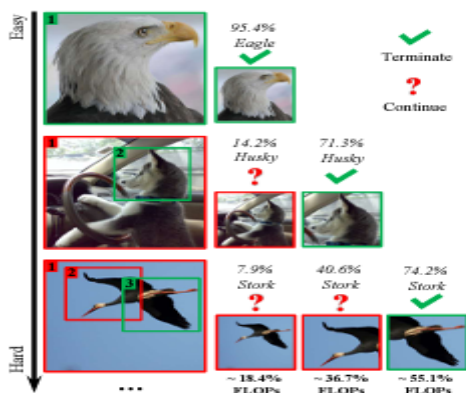 Easy
1
95.4%
Eagle
Terminate
?
Continue
1
2
14.2%
Husky
?
71.3%
Husky
1
2
3
7.9%
Stork
?
40.6%
Stork
?
74.2%
Stork
Hard
...
~18.4%
FLOPs
~36.7%
FLOPs
~55.1%
FLOPs